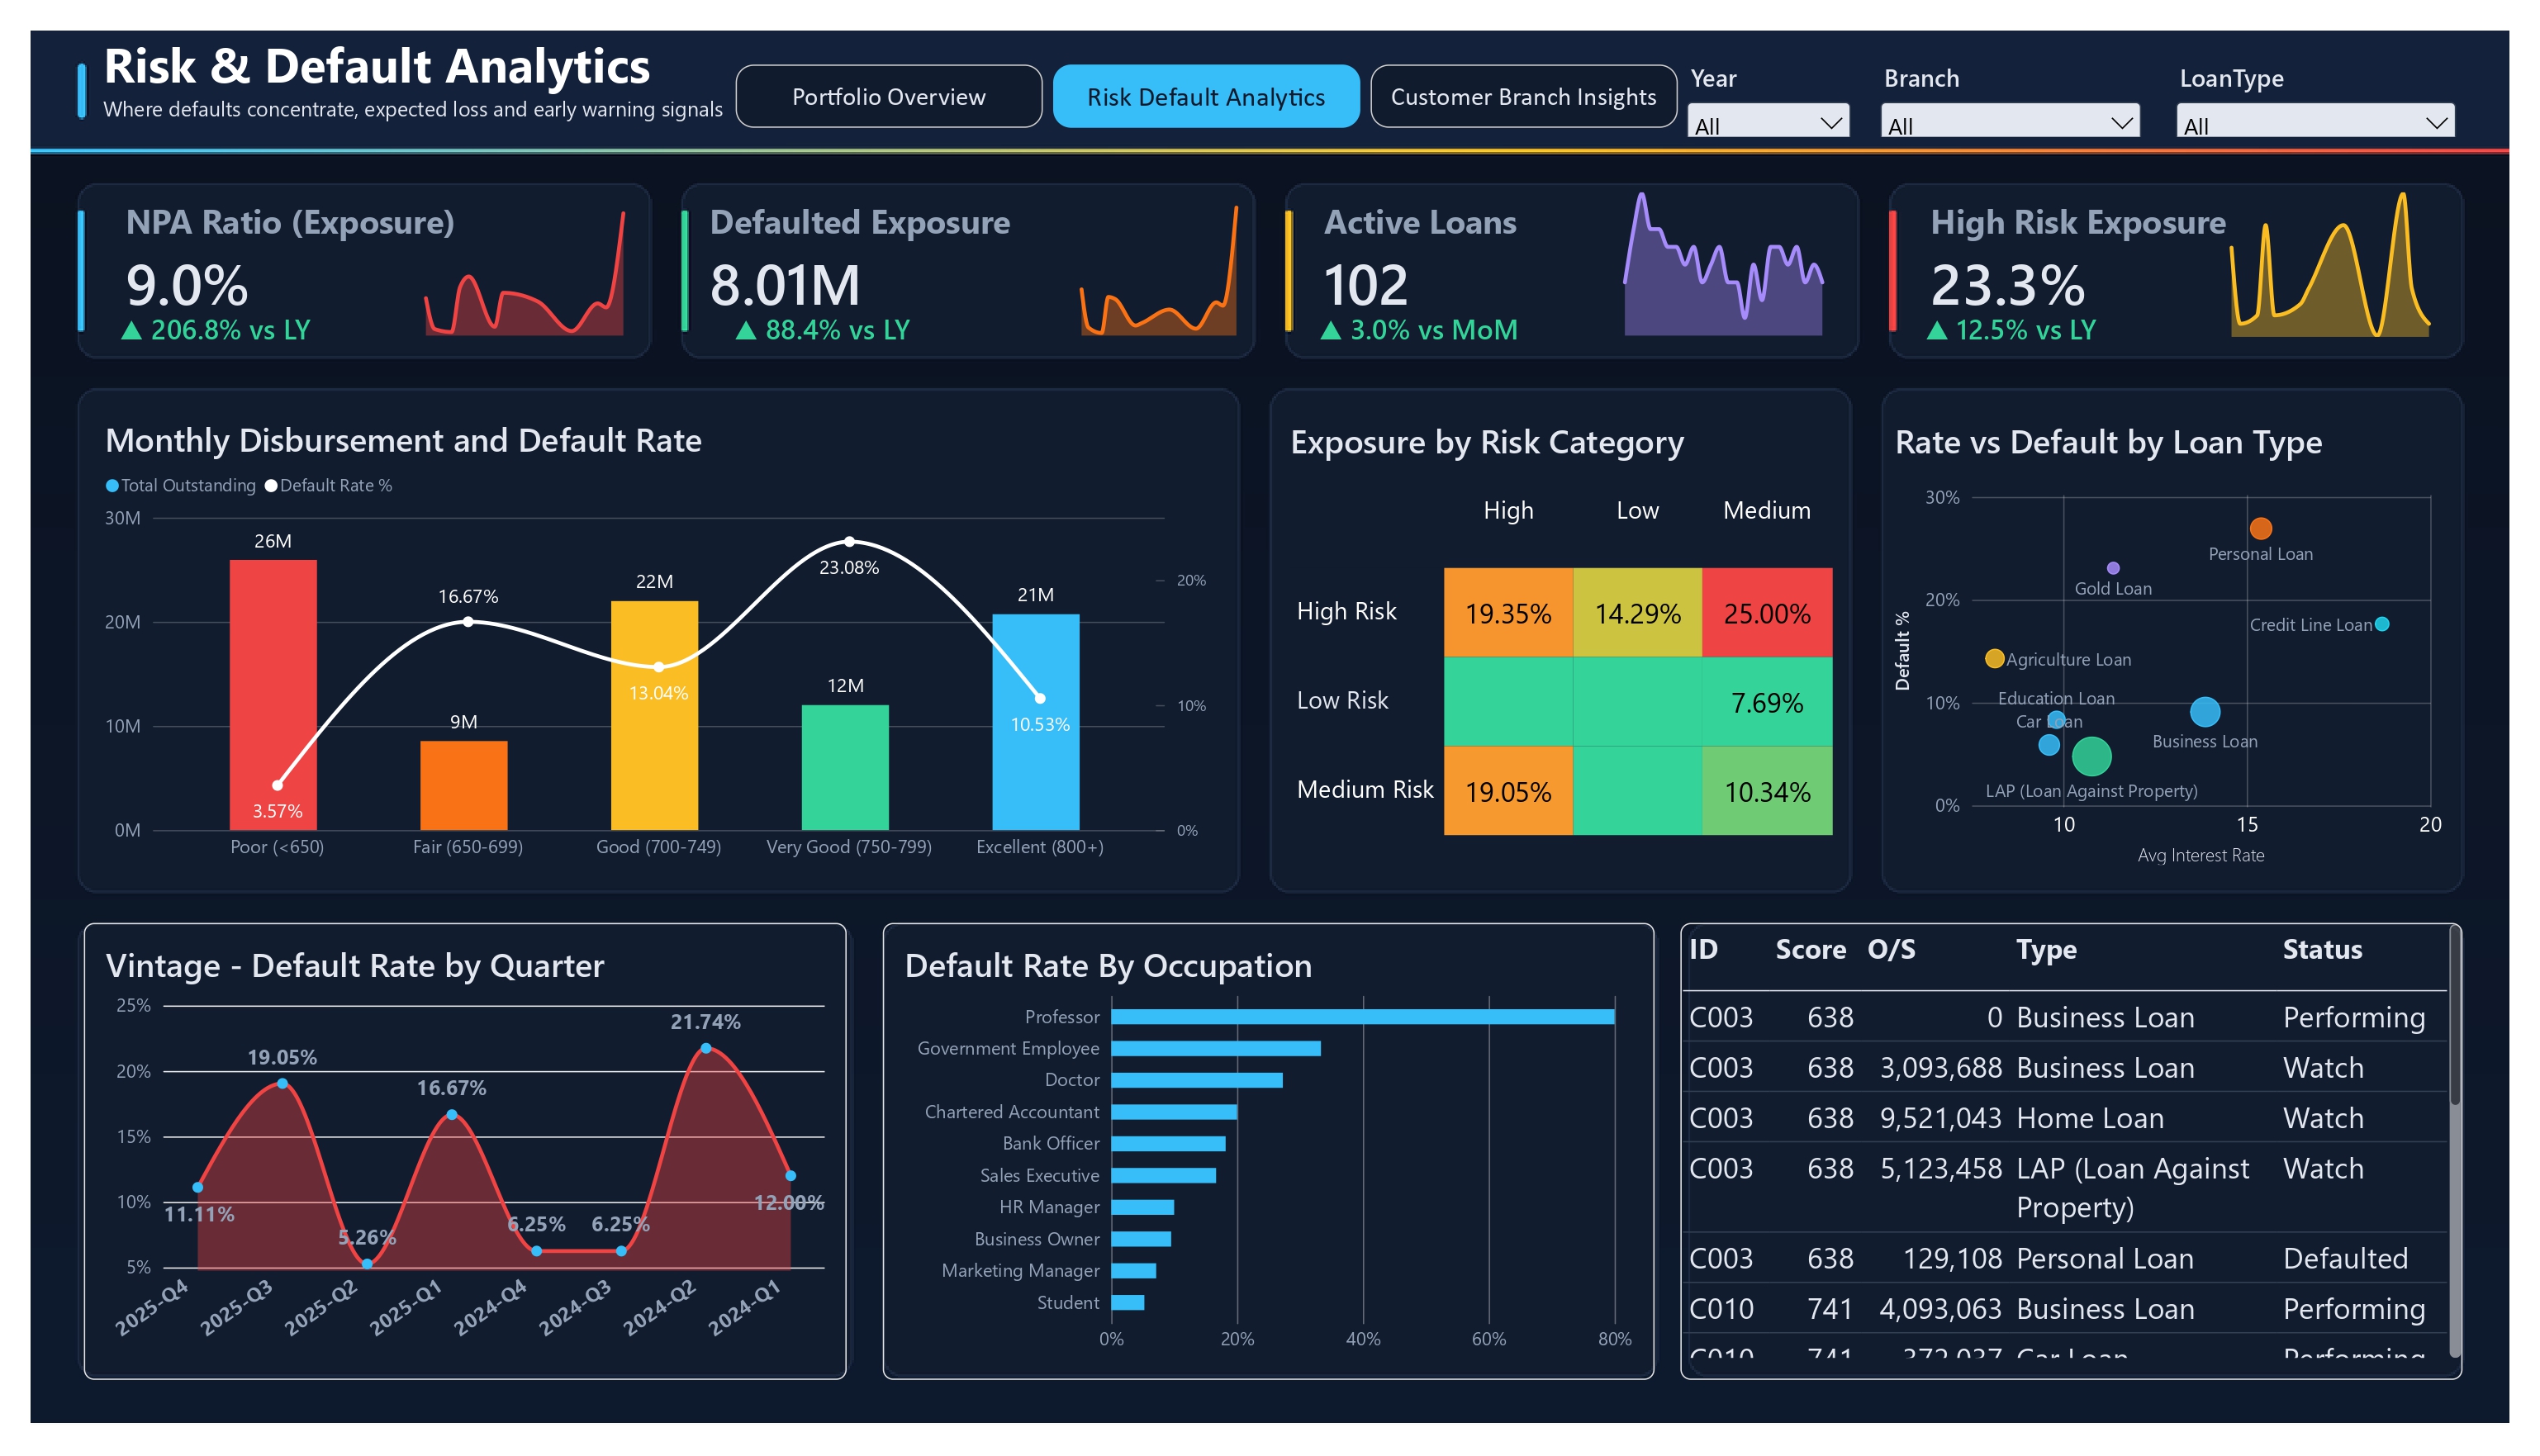 Risk & Default Analytics
Where defaults concentrate, expected loss and early warning signals
Portfolio Overview
Risk Default Analytics
Customer Branch Insights
Year
All
Branch
All
LoanType
All
NPA Ratio (Exposure)
9.0%
▲ 206.8% vs LY
Defaulted Exposure
8.01M
▲ 88.4% vs LY
Active Loans
102
▲ 3.0% vs MoM
High Risk Exposure
23.3%
▲ 12.5% vs LY
Monthly Disbursement and Default Rate
Total Outstanding Default Rate %
30M
20M
10M
0M
26M
9M
22M
12M
21M
3.57%
16.67%
13.04%
23.08%
10.53%
20%
10%
0%
Poor (<650)
Fair (650-699)
Good (700-749)
Very Good (750-799)
Excellent (800+)
Exposure by Risk Category
High Low Medium
High Risk 19.35% 14.29% 25.00%
Low Risk 7.69%
Medium Risk 19.05% 10.34%
Rate vs Default by Loan Type
Default %
30%
20%
10%
0%
Personal Loan
Gold Loan
Credit Line Loan
Agriculture Loan
Education Loan
Car Loan
Business Loan
LAP (Loan Against Property)
10 15 20
Avg Interest Rate
Vintage - Default Rate by Quarter
25%
20%
15%
10%
5%
11.11%
19.05%
5.26%
16.67%
6.25%
6.25%
21.74%
12.00%
2025-Q4
2025-Q3
2025-Q2
2025-Q1
2024-Q4
2024-Q3
2024-Q2
2024-Q1
Default Rate By Occupation
Professor
Government Employee
Doctor
Chartered Accountant
Bank Officer
Sales Executive
HR Manager
Business Owner
Marketing Manager
Student
0% 20% 40% 60% 80%
ID Score O/S Type Status
C003 638 0 Business Loan Performing
C003 638 3,093,688 Business Loan Watch
C003 638 9,521,043 Home Loan Watch
C003 638 5,123,458 LAP (Loan Against Watch
Property)
C003 638 129,108 Personal Loan Defaulted
C010 741 4,093,063 Business Loan Performing
C010 741 372,037 Car Loan Performing